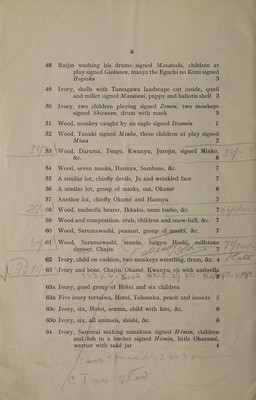 6
48 Raijin washing his drums signed Masatoshi, children at
play signed Giokusen, manju the Eguchi no Kimi signed
Hogioku 3
49 Ivory, shells with Tamagawa landscape cut inside, quail
and millet signed Masatami, puppy and haliotis shell 3
50 Ivory, two children playing signed Zemin, two monkeys
signed Shizuson, drum with mask 3
51 Wood, monkey caught by an eagle signed 1
52 Wood, Tanuki signed Minko, three children at play signed
Miwa 2
53 Wood, Daruma, Tengu, Kwanyu, Jurojin, signed Minko,
&c. 8
54 Wood, seven masks, Hannya, Sambaso, &c. 7
55 A similar lot, chiefly devils, Jo and wrinkled face 7
56 A similar lot, group of masks, oni, Okamé 6
57 Another lot, chiefly Okamé and Hannya 7
58 Wood, umbrella bearer, Ikkaku, sumi tsubo, &c. 7
59 Wood and composition, crab, children and snow-ball, &c. 7
60 Wood, Sarumawashi, peasant, group of masks, &c. 7
61 Wood, Sarumawashi, sennin, Saigyo Hoshi, millstone
dresser, Chajin 7
62 Ivory, child on cushion, two monkeys wrestling, drum, &c. 4
63 Ivory and bone, Chajin, Okamé, Kwanyu, oji with umbrella
63A Ivory, good group of Hotei and six children
63B Five ivory tortoises, Hotei, Tobosaku, peach and insects 5
63C Ivory, six, Hotei, sennin, child with kite, &c. 6
63D Ivory, six, all animals, shishi, &c. 6
64 Ivory, Samurai making nanakusa signed Hōmin, children
and fish in a bucket signed Hōmin, little Oharamé,
warrior with saké jar 4